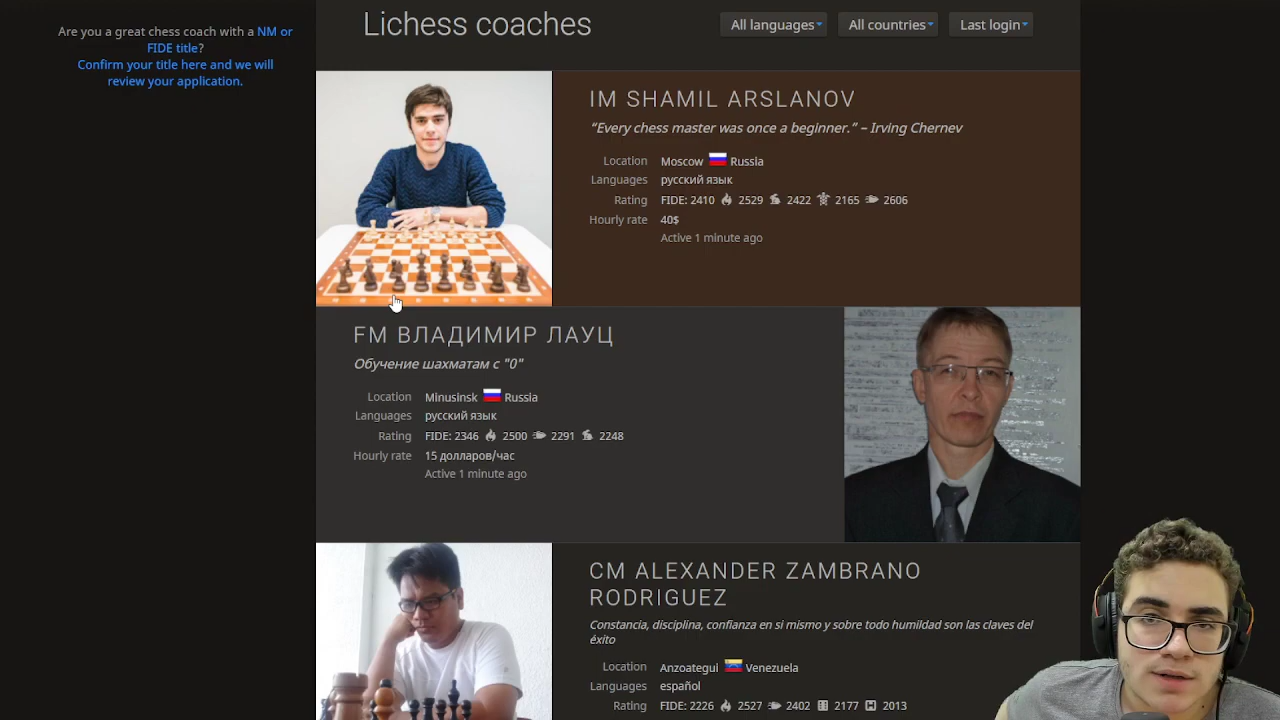 Are you a great chess coach with a NM or
FIDE title?
Confirm your title here and we will
review your application.
Lichess coaches
All languages
All countries
Last login
IM SHAMIL ARSLANOV
“Every chess master was once a beginner.” – Irving Chernev
Location Moscow Russia
Languages русский язык
Rating FIDE: 2410 2529 2422 2165 2606
Hourly rate 40$
Active 1 minute ago
FM ВЛАДИМИР ЛАУЦ
Обучение шахматам с "0"
Location Minusinsk Russia
Languages русский язык
Rating FIDE: 2346 2500 2291 2248
Hourly rate 15 долларов/час
Active 1 minute ago
CM ALEXANDER ZAMBRANO
RODRIGUEZ
Constancia, disciplina, confianza en si mismo y sobre todo humildad son las claves del
éxito
Location Anzoategui Venezuela
Languages español
Rating FIDE: 2226 2527 2402 2177 2013